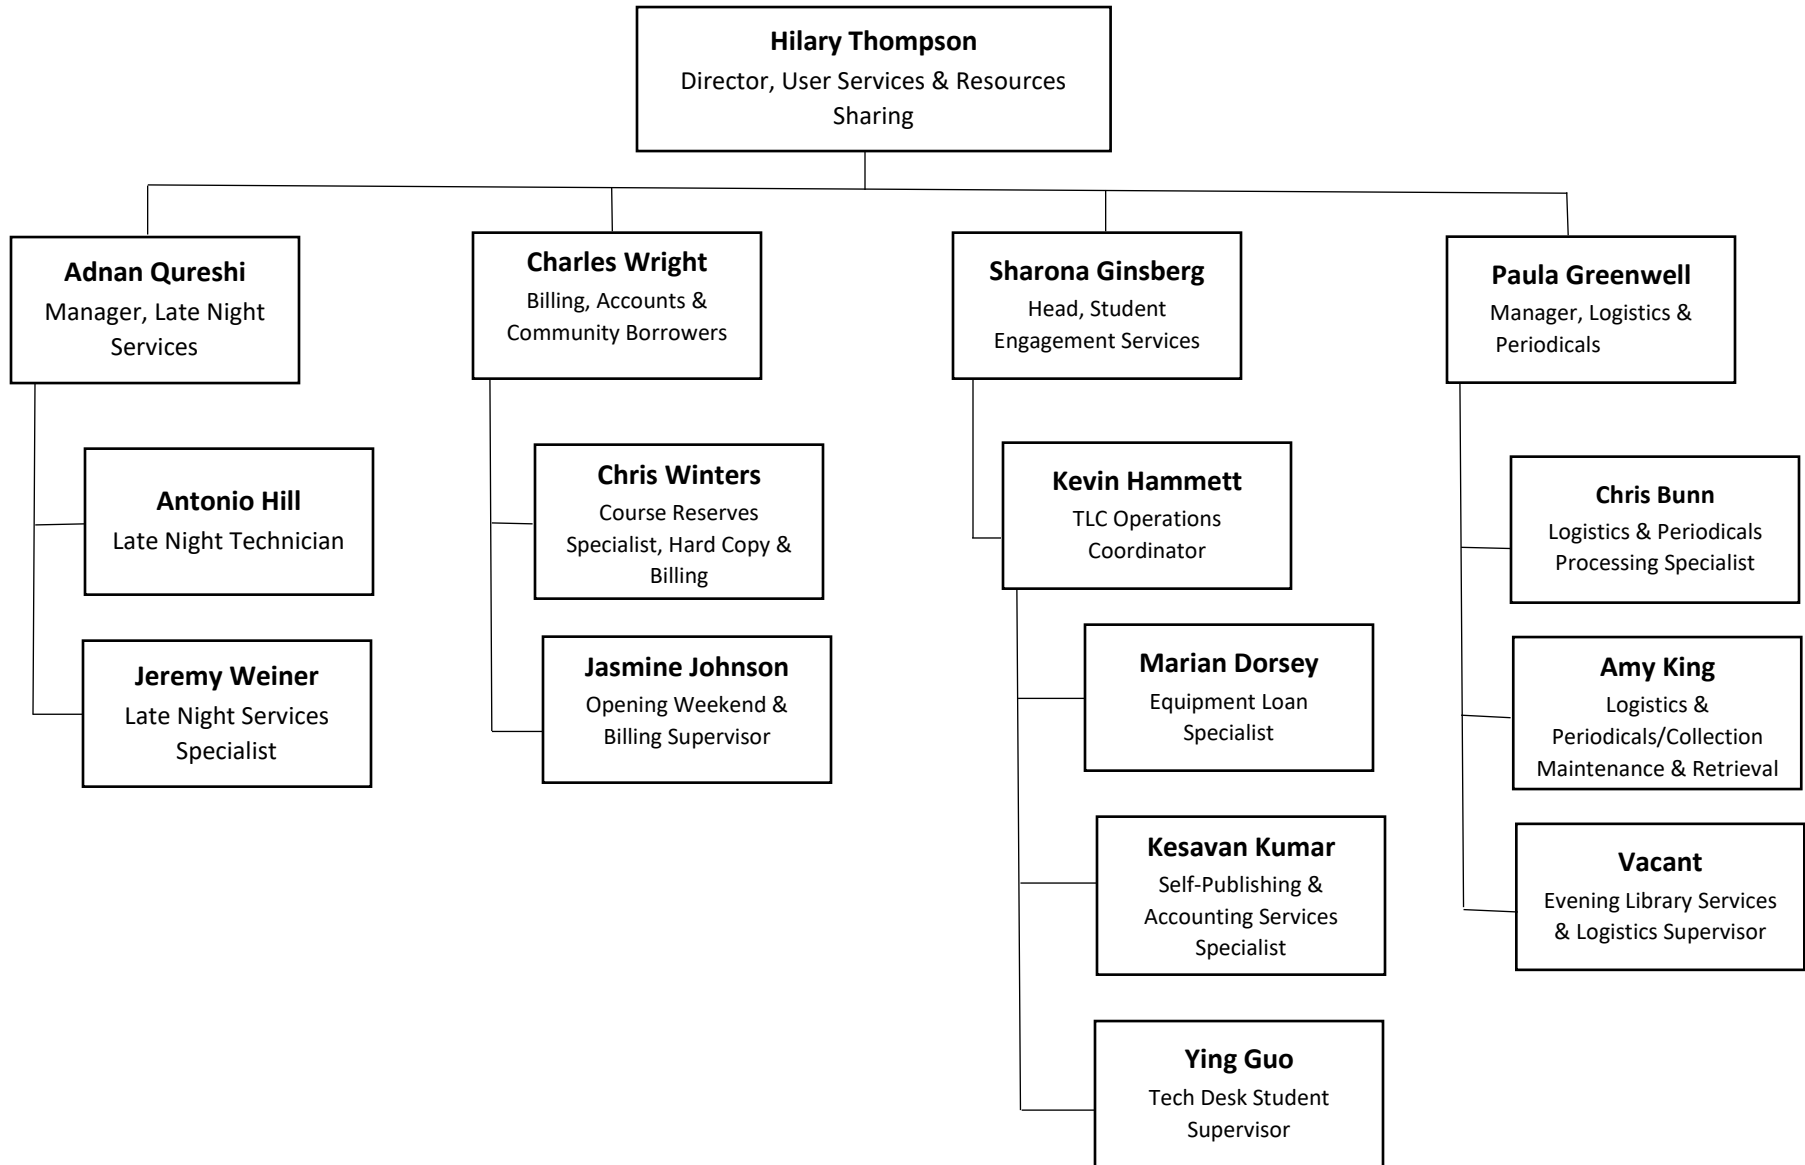 Hilary Thompson
Director, User Services & Resources
Sharing
Adnan Qureshi
Manager, Late Night
Services
Charles Wright
Billing, Accounts &
Community Borrowers
Sharona Ginsberg
Head, Student
Engagement Services
Paula Greenwell
Manager, Logistics &
Periodicals
Antonio Hill
Late Night Technician
Jeremy Weiner
Late Night Services
Specialist
Chris Winters
Course Reserves
Specialist, Hard Copy &
Billing
Jasmine Johnson
Opening Weekend &
Billing Supervisor
Kevin Hammett
TLC Operations
Coordinator
Marian Dorsey
Equipment Loan
Specialist
Kesavan Kumar
Self-Publishing &
Accounting Services
Specialist
Ying Guo
Tech Desk Student
Supervisor
Chris Bunn
Logistics & Periodicals
Processing Specialist
Amy King
Logistics &
Periodicals/Collection
Maintenance & Retrieval
Vacant
Evening Library Services
& Logistics Supervisor